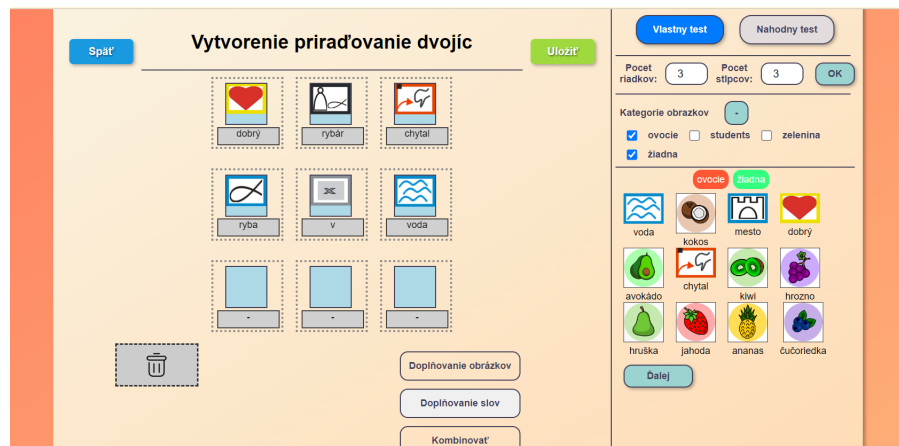 Späť
Vytvorenie priraďovanie dvojíc
Uložiť
dobrý rybár chytal
ryba v voda
- - -
Doplňovanie obrázkov
Doplňovanie slov
Kombinovať
Vlastny test Nahodny test
Pocet riadkov: 3 Pocet stlpcov: 3 OK
Kategorie obrazkov -
ovocie students zelenina
žiadna
ovocie žiadna
voda kokos mesto dobrý
avokádo chytal kiwi hrozno
hruška jahoda ananas čučoriedka
Ďalej